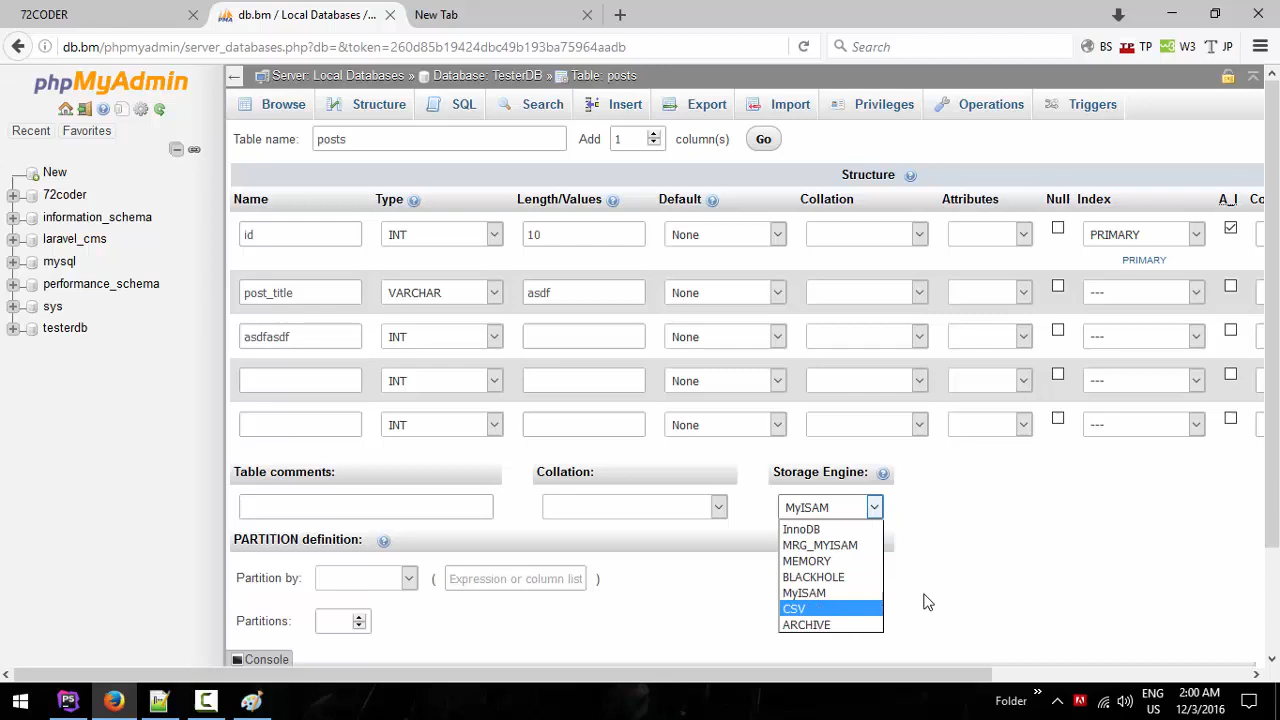 72CODER
db.bm / Local Databases /...
New Tab
db.bm/phpmyadmin/server_databases.php?db=&token=260d85b19424dbc49b193ba75964aadb
Search
BS
TP
W3
JP
phpMyAdmin
Recent
Favorites
New
72coder
information_schema
laravel_cms
mysql
performance_schema
sys
testerdb
Server: Local Databases » Database: TesterDB » Table: posts
Browse Structure SQL Search Insert Export Import Privileges Operations Triggers
Table name: posts Add 1 column(s) Go
Structure
Name Type Length/Values Default Collation Attributes Null Index A_I Co
id INT 10 None PRIMARY
PRIMARY
post_title VARCHAR asdf None ---
asdfasdf INT None ---
INT None ---
INT None ---
Table comments: Collation: Storage Engine:
MyISAM
InnoDB
MRG_MYISAM
MEMORY
BLACKHOLE
MyISAM
CSV
ARCHIVE
PARTITION definition:
Partition by: ( Expression or column list )
Partitions:
Console
Folder
ENG
US
2:00 AM
12/3/2016